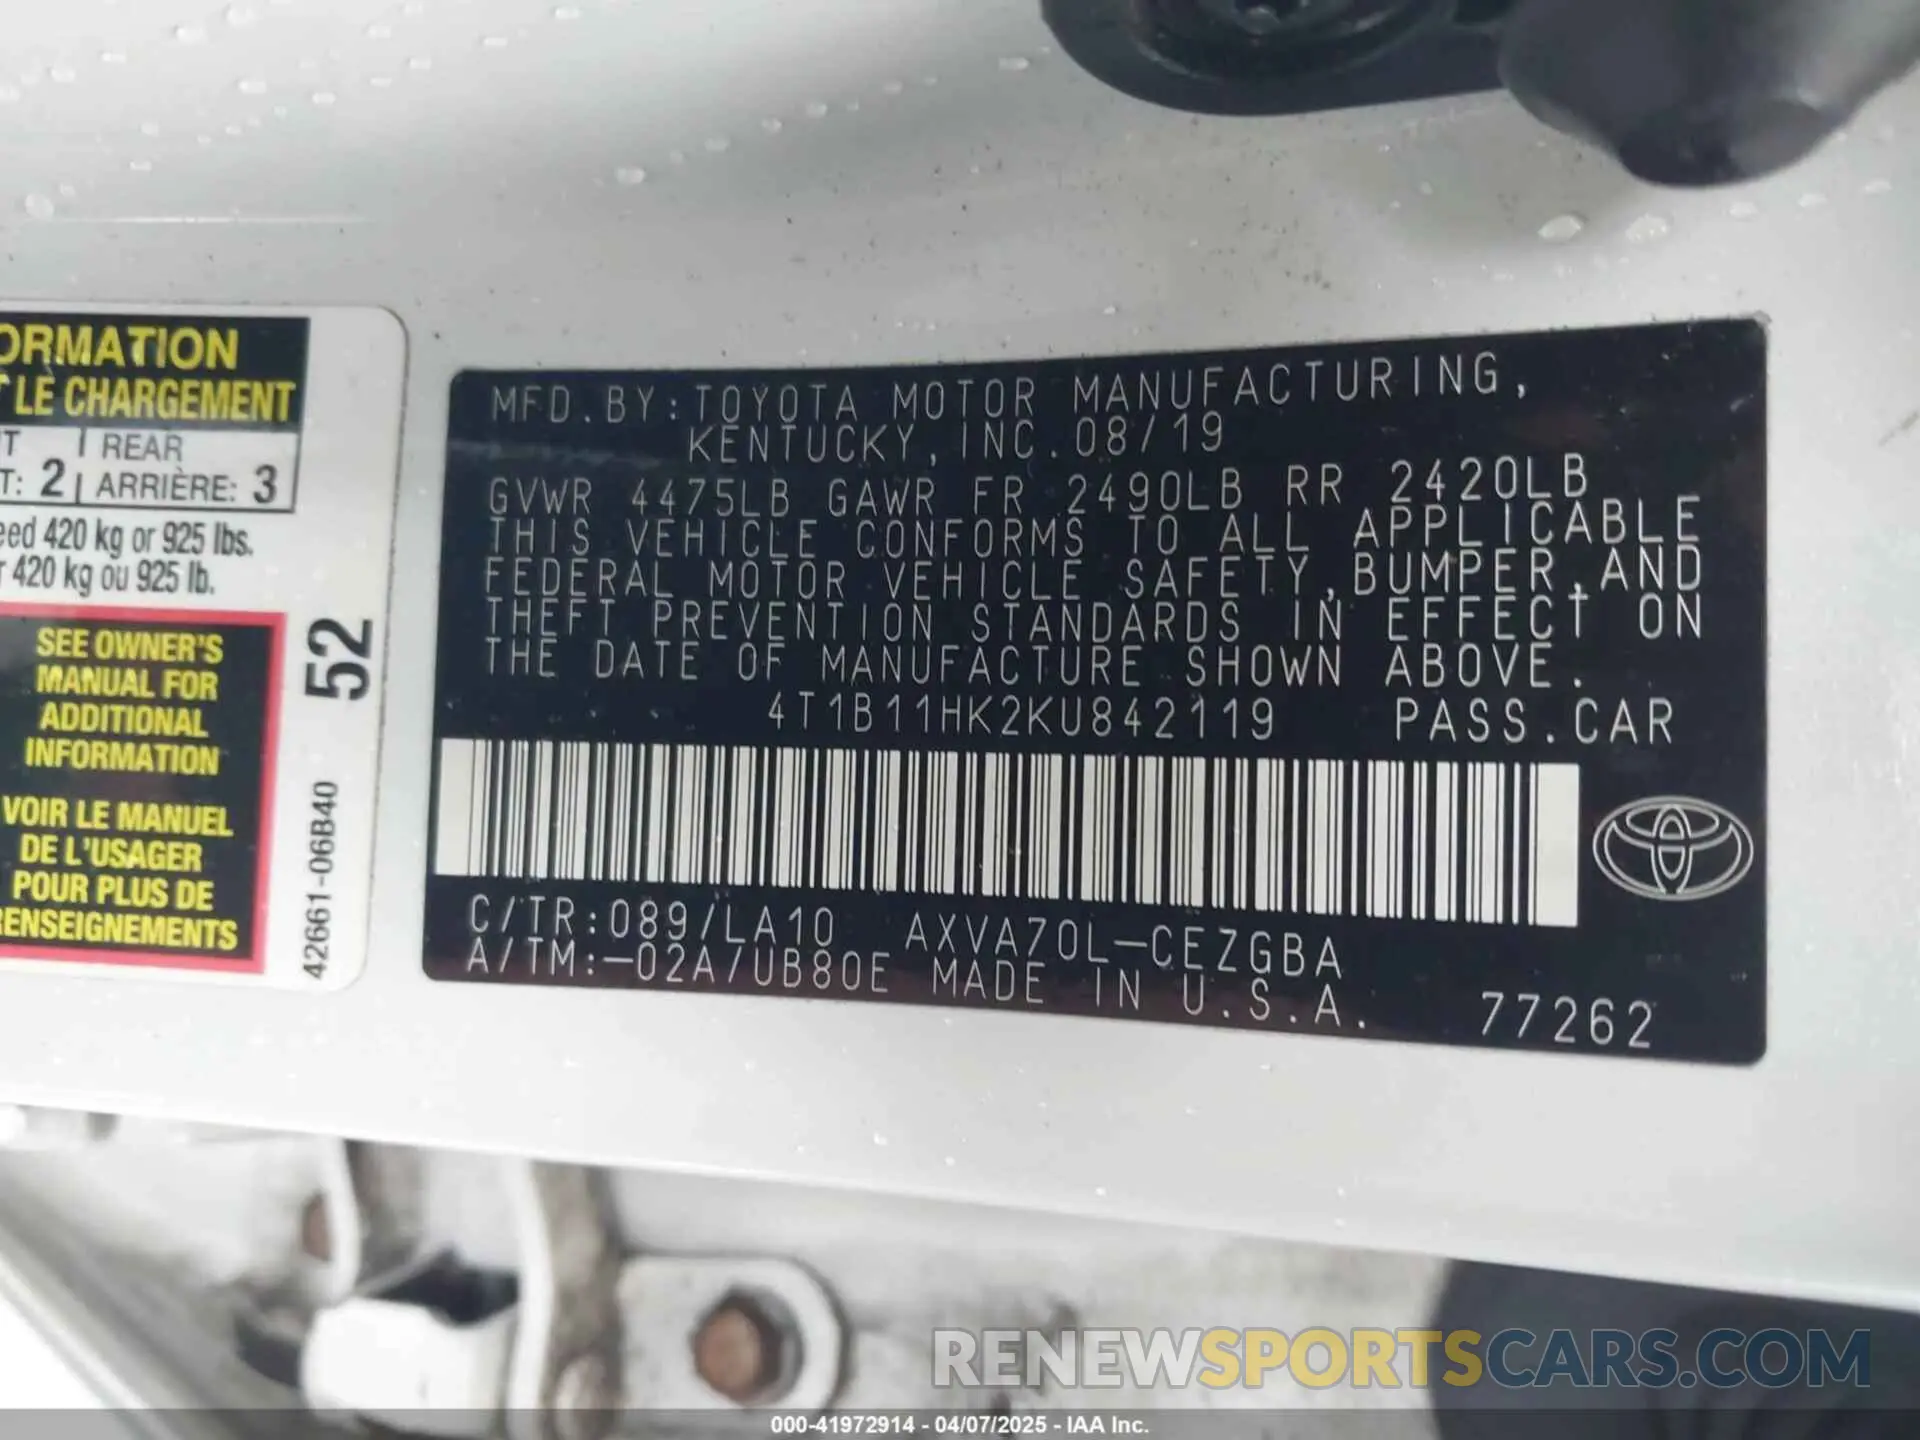 ORMATION
T LE CHARGEMENT
T | REAR
T: 2 | ARRIÈRE: 3
eed 420 kg or 925 lbs.
r 420 kg ou 925 lb.
SEE OWNER'S
MANUAL FOR
ADDITIONAL
INFORMATION
VOIR LE MANUEL
DE L'USAGER
POUR PLUS DE
RENSEIGNEMENTS
52
42661-06B40
MFD.BY:TOYOTA MOTOR MANUFACTURING,
KENTUCKY,INC.08/19
GVWR 4475LB GAWR FR 2490LB RR 2420LB
THIS VEHICLE CONFORMS TO ALL APPLICABLE
FEDERAL MOTOR VEHICLE SAFETY,BUMPER,AND
THEFT PREVENTION STANDARDS IN EFFECT ON
THE DATE OF MANUFACTURE SHOWN ABOVE.
4T1B11HK2KU842119 PASS.CAR
C/TR:089/LA10 AXVA70L-CEZGBA
A/TM:-02A/UB80E MADE IN U.S.A.
77262
RENEWSPORTSCARS.COM
000-41972914 - 04/07/2025 - IAA Inc.